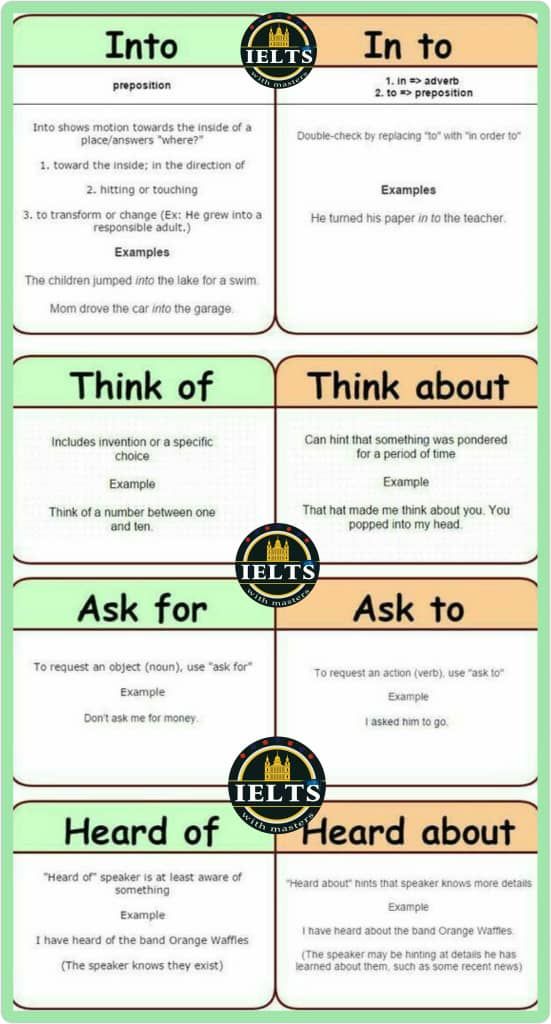 Into
preposition
Into shows motion towards the inside of a
place/answers "where?"
1. toward the inside; in the direction of
2. hitting or touching
3. to transform or change (Ex: He grew into a
responsible adult.)
Examples
The children jumped into the lake for a swim.
Mom drove the car into the garage.
IELTS
with masters
In to
1. in => adverb
2. to => preposition
Double-check by replacing "to" with "in order to"
Examples
He turned his paper in to the teacher.
Think of
Includes invention or a specific
choice
Example
Think of a number between one
and ten.
Think about
Can hint that something was pondered
for a period of time
Example
That hat made me think about you. You
popped into my head.
IELTS
with masters
Ask for
To request an object (noun), use "ask for"
Example
Don't ask me for money.
Ask to
To request an action (verb), use "ask to"
Example
I asked him to go.
IELTS
with masters
Heard of
"Heard of" speaker is at least aware of
something
Example
I have heard of the band Orange Waffles
(The speaker knows they exist)
Heard about
"Heard about" hints that speaker knows more details
Example
I have heard about the band Orange Waffles.
(The speaker may be hinting at details he has
learned about them, such as some recent news)